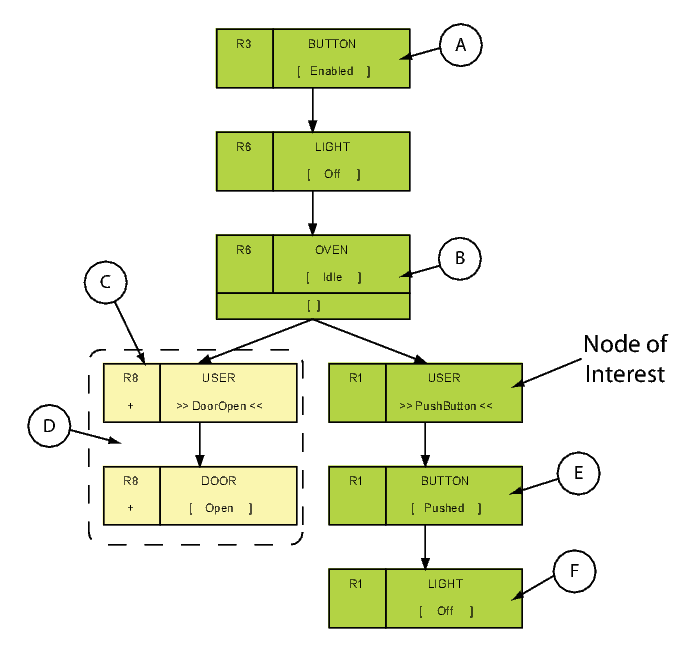 R3 BUTTON
[ Enabled ]
A
R6 LIGHT
[ Off ]
R6 OVEN
[ Idle ]
[ ]
B
C
R8 USER
+ >> DoorOpen <<
R1 USER
>> PushButton <<
Node of
Interest
D
R8 DOOR
+ [ Open ]
R1 BUTTON
[ Pushed ]
E
R1 LIGHT
[ Off ]
F